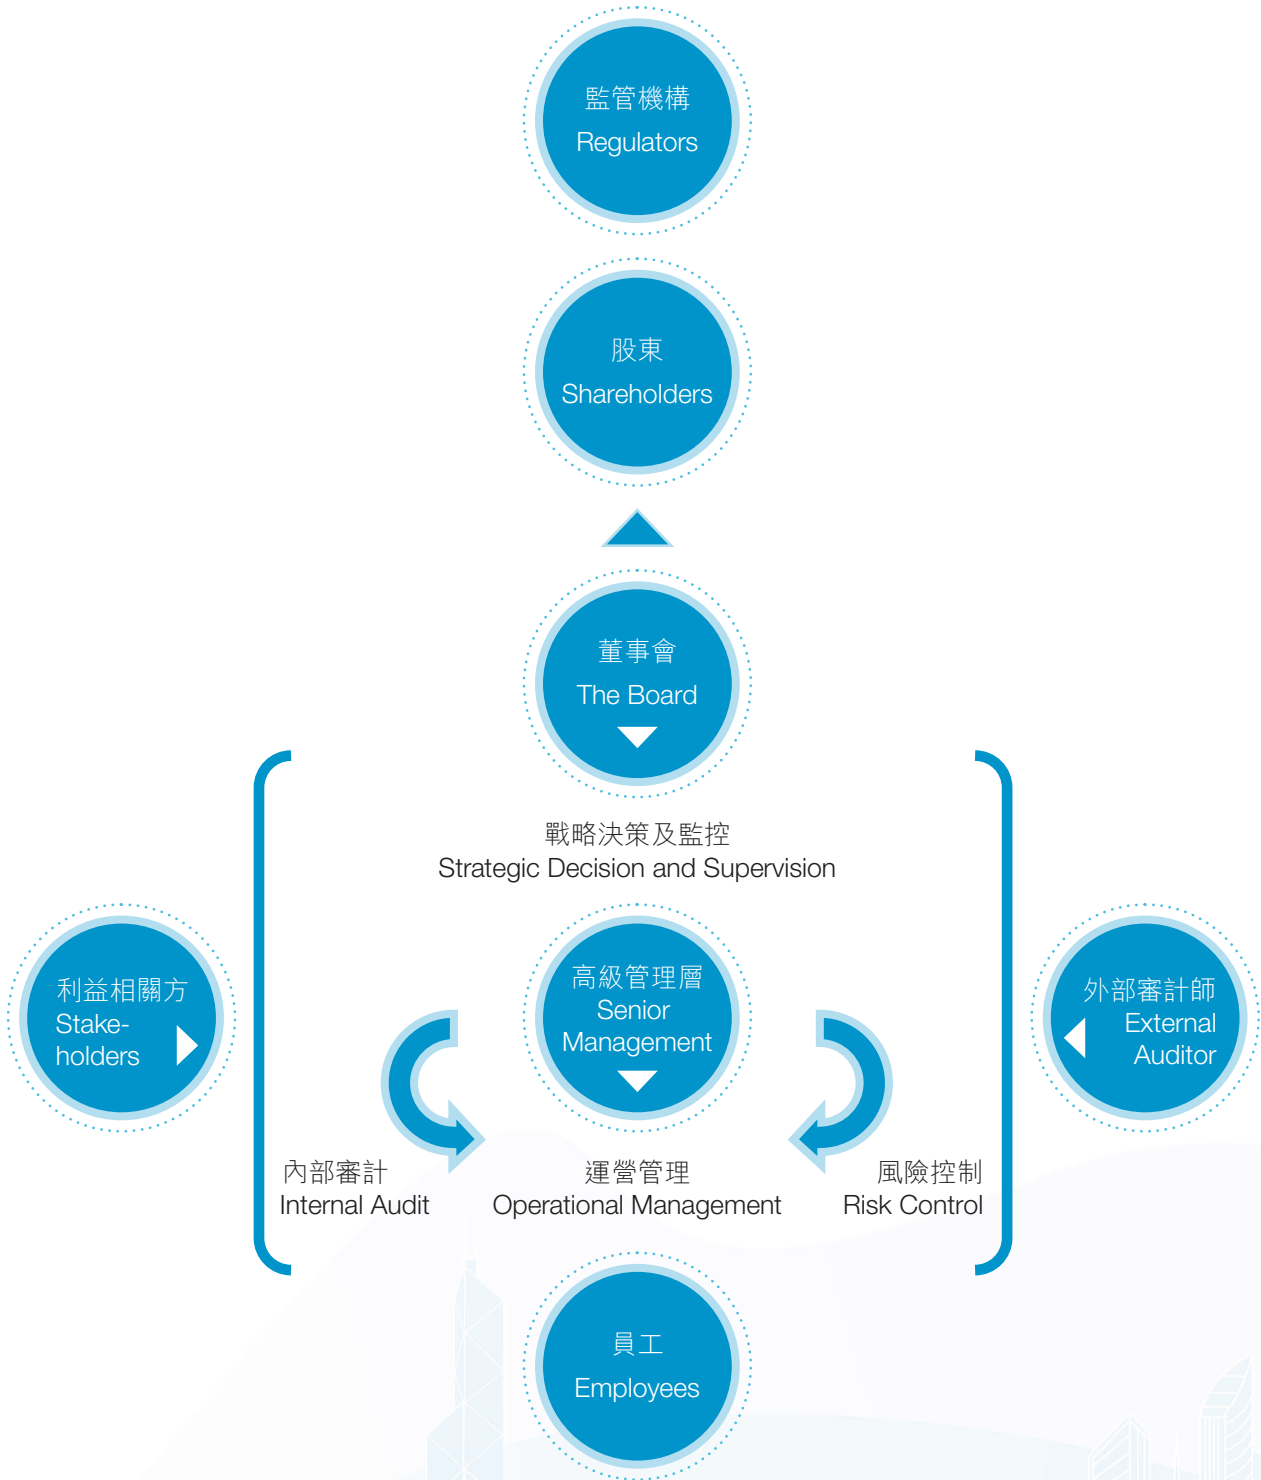 監管機構
Regulators
股東
Shareholders
董事會
The Board
戰略決策及監控
Strategic Decision and Supervision
利益相關方
Stake-
holders
高級管理層
Senior
Management
外部審計師
External
Auditor
內部審計
Internal Audit
運營管理
Operational Management
風險控制
Risk Control
員工
Employees